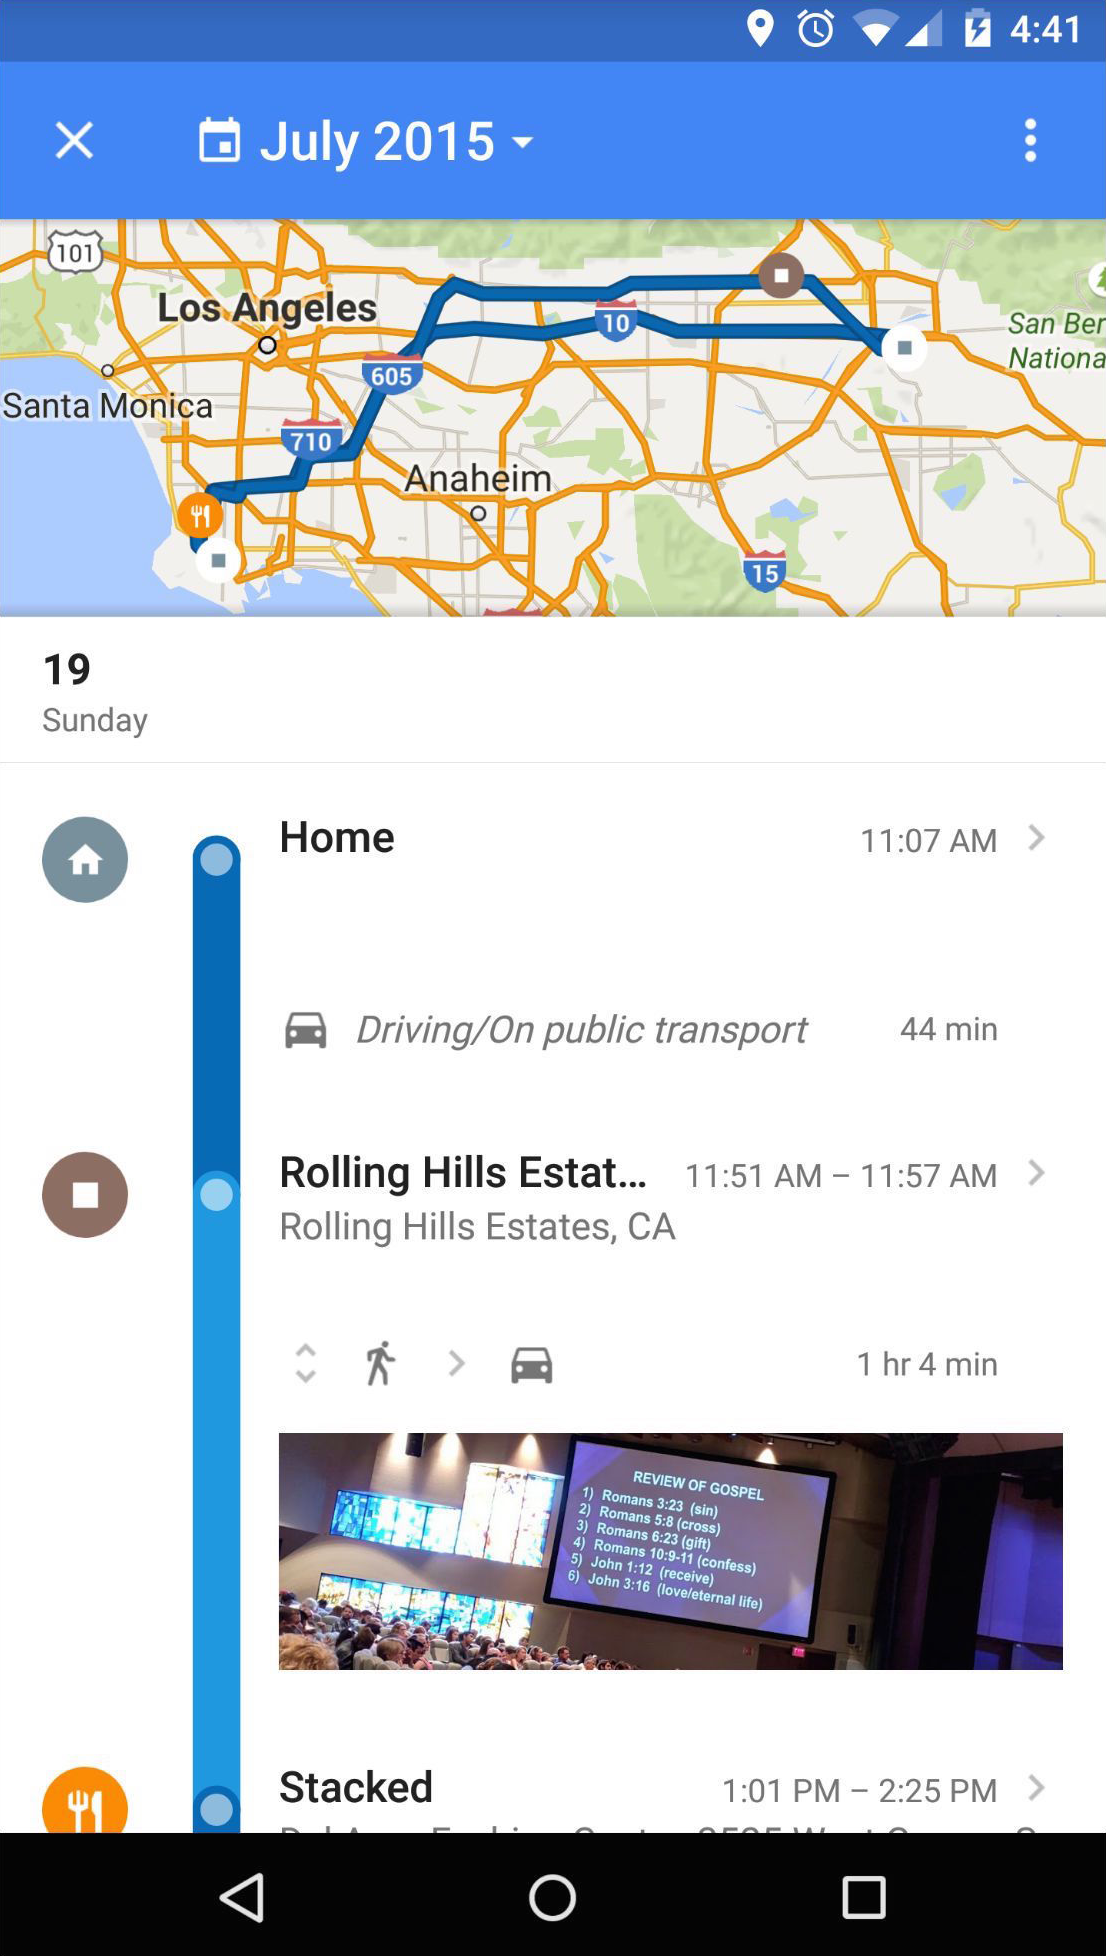 4:41
July 2015
101
Los Angeles
10
San Ber
Nationa
605
Santa Monica
710
Anaheim
15
19
Sunday
Home 11:07 AM
Driving/On public transport 44 min
Rolling Hills Estat... 11:51 AM – 11:57 AM
Rolling Hills Estates, CA
1 hr 4 min
REVIEW OF GOSPEL
1) Romans 3:23 (sin)
2) Romans 5:8 (cross)
3) Romans 6:23 (gift)
4) Romans 10:9-11 (confess)
5) John 1:12 (receive)
6) John 3:16 (love/eternal life)
Stacked 1:01 PM – 2:25 PM